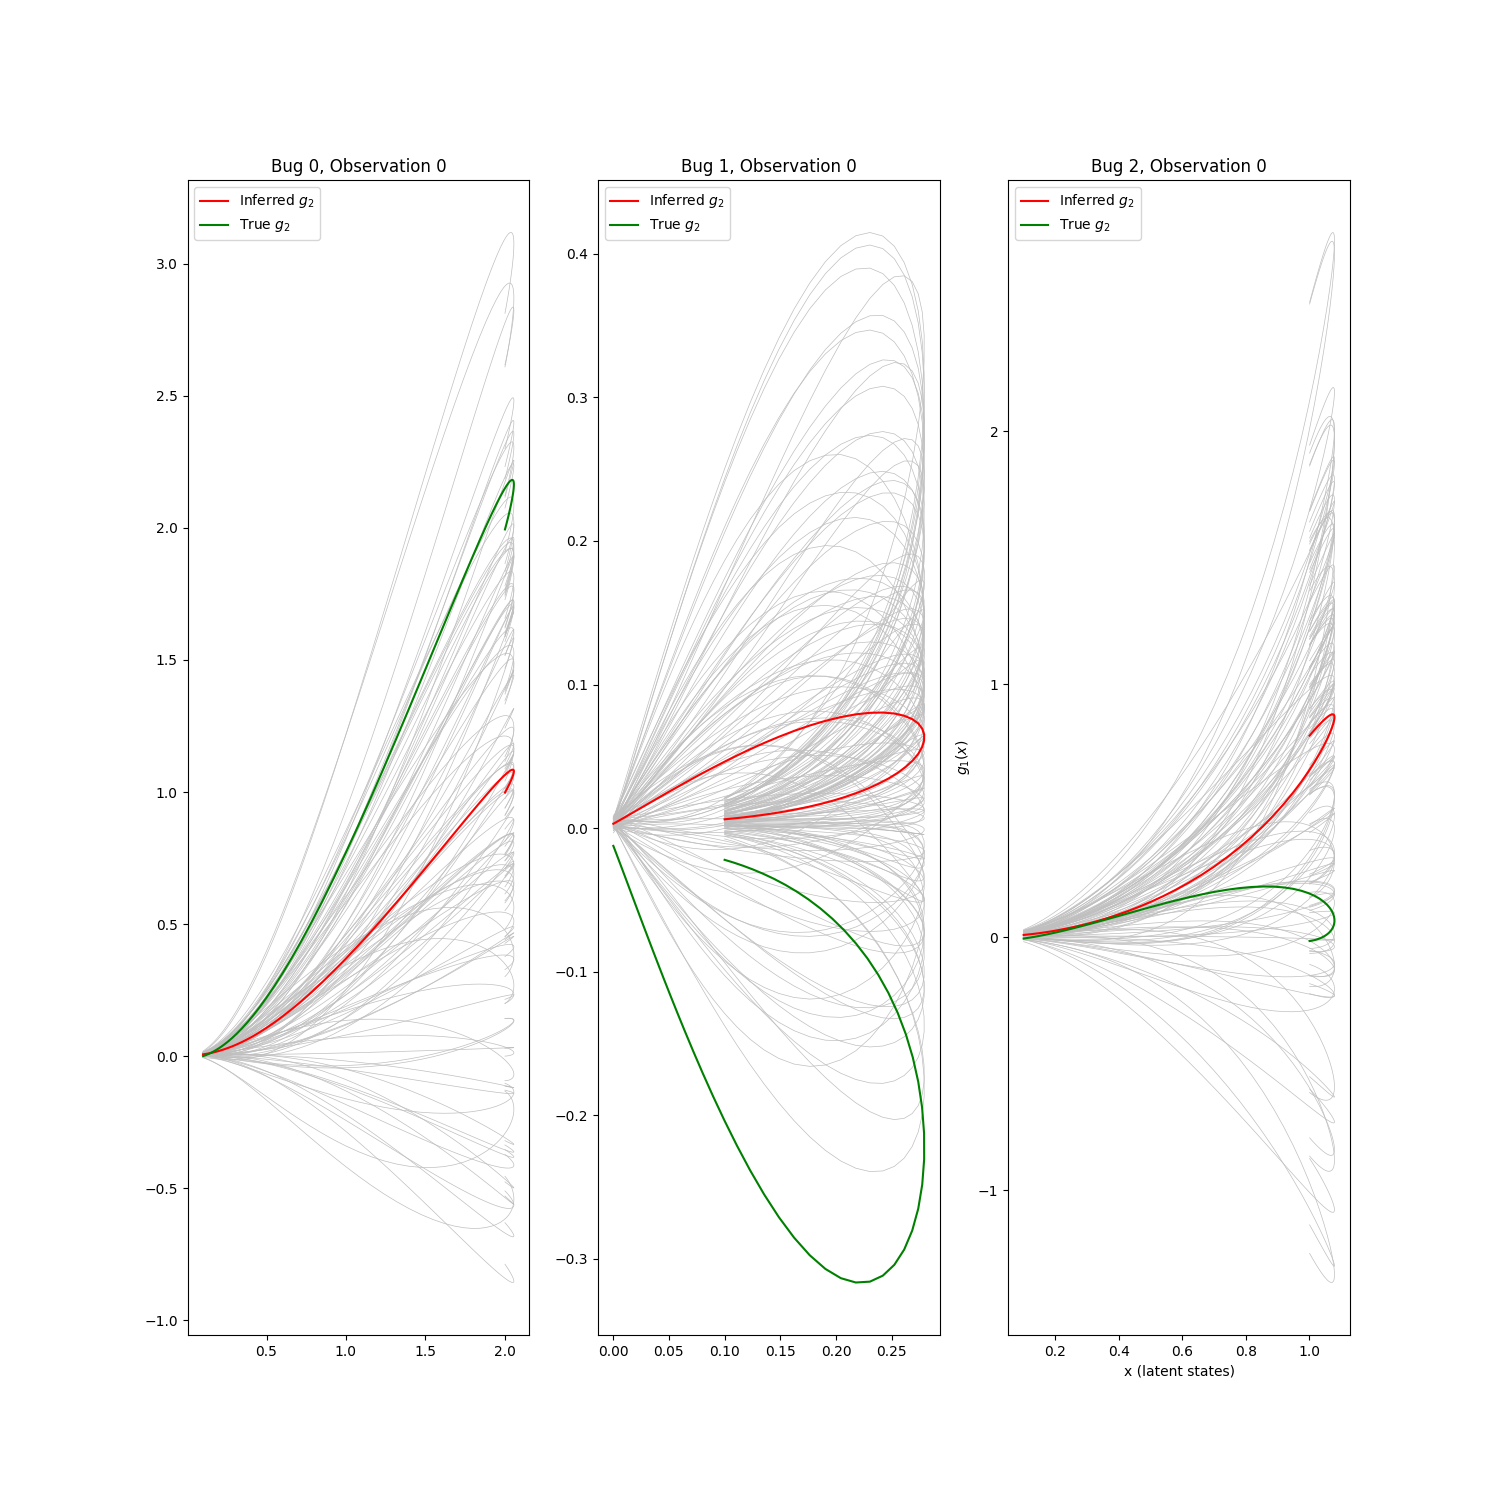 Bug 0, Observation 0
Inferred g₂
True g₂
3.0
2.5
2.0
1.5
1.0
0.5
0.0
−0.5
−1.0
0.5 1.0 1.5 2.0
Bug 1, Observation 0
Inferred g₂
True g₂
0.4
0.3
0.2
0.1
0.0
−0.1
−0.2
−0.3
0.00 0.05 0.10 0.15 0.20 0.25
Bug 2, Observation 0
Inferred g₂
True g₂
g₁(x)
2
1
0
−1
0.2 0.4 0.6 0.8 1.0
x (latent states)